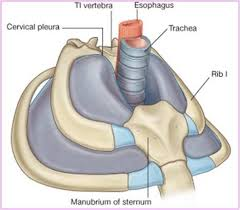 TI vertebra
Esophagus
Cervical pleura
Trachea
Rib I
Manubrium of sternum